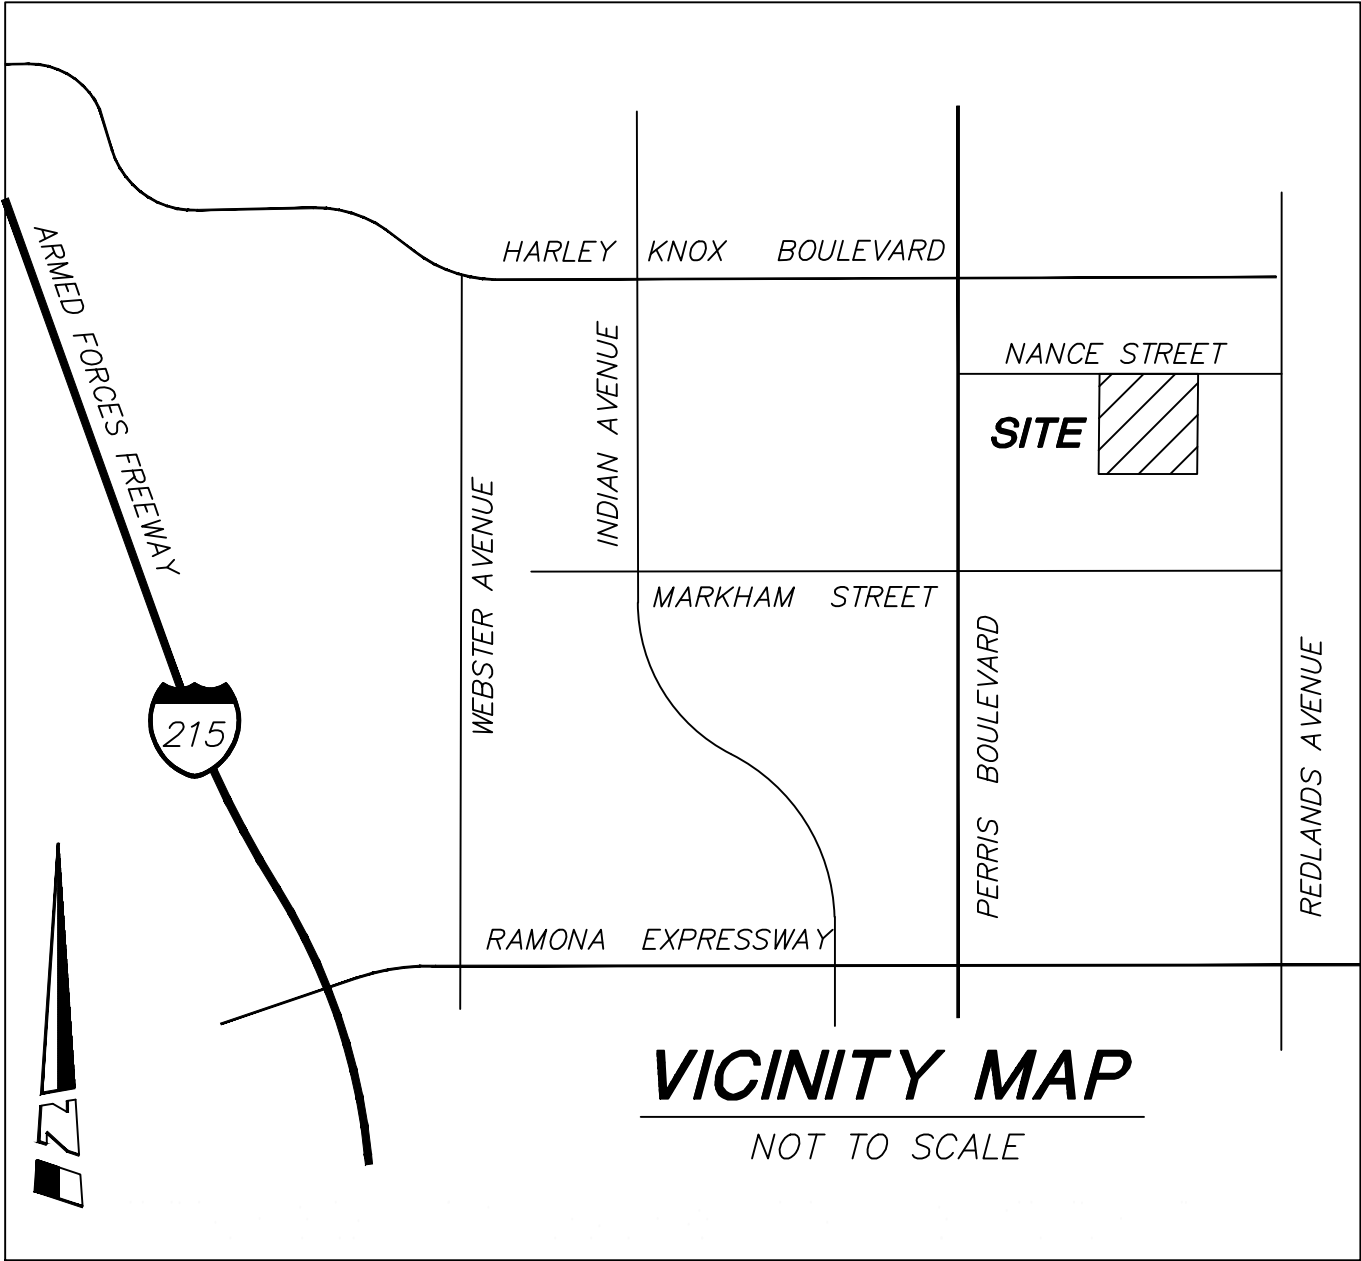 HARLEY KNOX BOULEVARD
ARMED FORCES FREEWAY
INDIAN AVENUE
NANCE STREET
SITE
WEBSTER AVENUE
MARKHAM STREET
PERRIS BOULEVARD
REDLANDS AVENUE
215
RAMONA EXPRESSWAY
VICINITY MAP
NOT TO SCALE
N